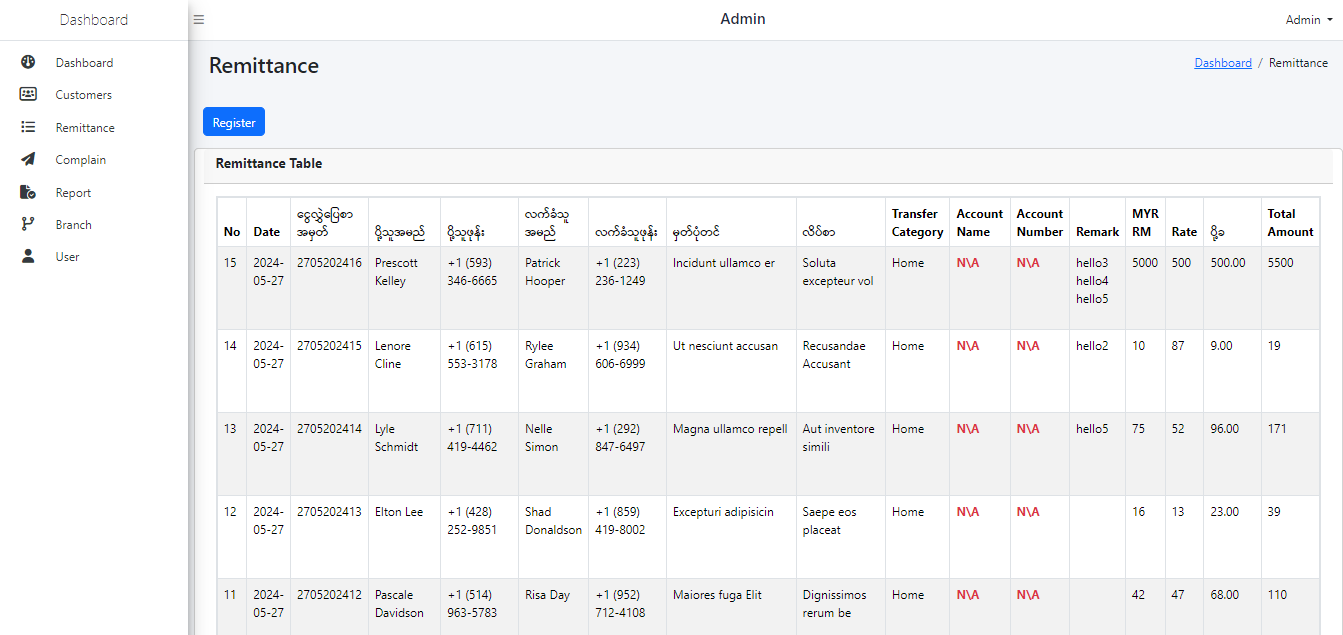 Dashboard
Admin
Admin
Dashboard
Customers
Remittance
Complain
Report
Branch
User
Remittance
Dashboard / Remittance
Register
Remittance Table
No Date ငွေလွှဲပြေစာ အမှတ် ပို့သူအမည် ပို့သူဖုန်း လက်ခံသူ အမည် လက်ခံသူဖုန်း မှတ်ပုံတင် လိပ်စာ Transfer Category Account Name Account Number Remark MYR RM Rate ပို့ခ Total Amount
15 2024-05-27 2705202416 Prescott Kelley +1 (593) 346-6665 Patrick Hooper +1 (223) 236-1249 Incidunt ullamco er Soluta excepteur vol Home N\A N\A hello3 hello4 hello5 5000 500 500.00 5500
14 2024-05-27 2705202415 Lenore Cline +1 (615) 553-3178 Rylee Graham +1 (934) 606-6999 Ut nesciunt accusan Recusandae Accusant Home N\A N\A hello2 10 87 9.00 19
13 2024-05-27 2705202414 Lyle Schmidt +1 (711) 419-4462 Nelle Simon +1 (292) 847-6497 Magna ullamco repell Aut inventore simili Home N\A N\A hello5 75 52 96.00 171
12 2024-05-27 2705202413 Elton Lee +1 (428) 252-9851 Shad Donaldson +1 (859) 419-8002 Excepturi adipisicin Saepe eos placeat Home N\A N\A 16 13 23.00 39
11 2024-05-27 2705202412 Pascale Davidson +1 (514) 963-5783 Risa Day +1 (952) 712-4108 Maiores fuga Elit Dignissimos rerum be Home N\A N\A 42 47 68.00 110